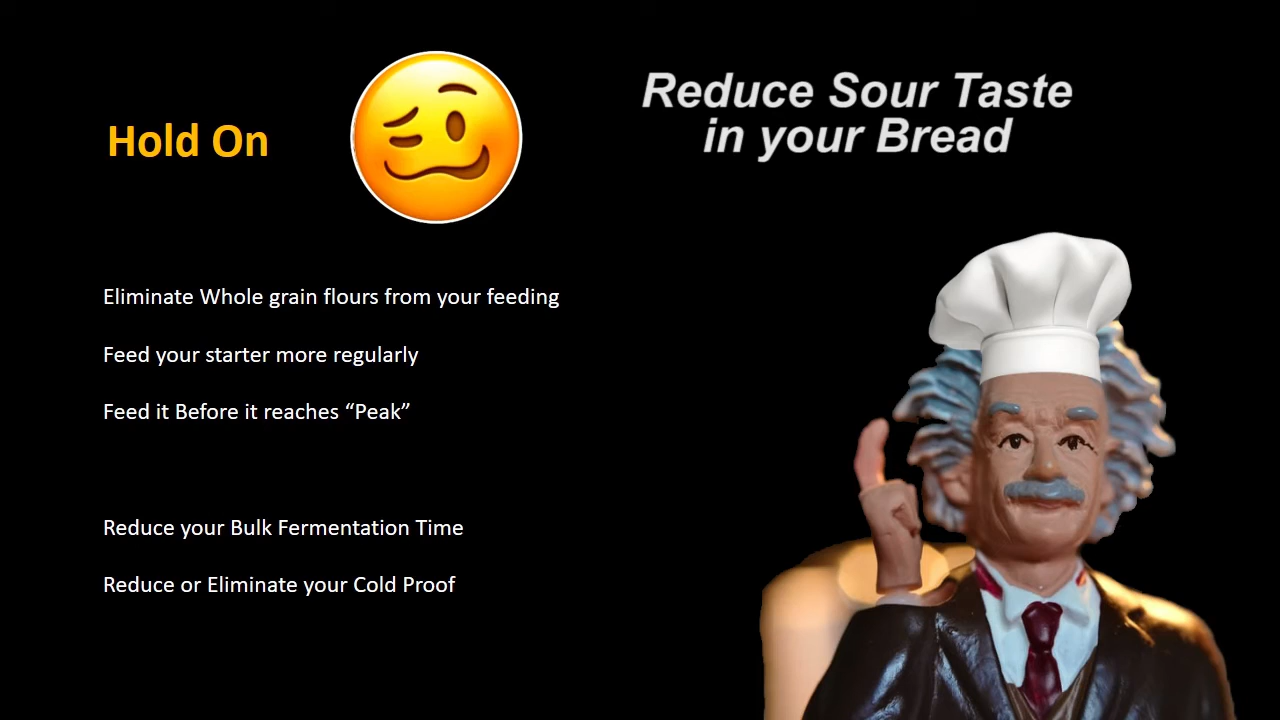 Hold On
Reduce Sour Taste
in your Bread
Eliminate Whole grain flours from your feeding
Feed your starter more regularly
Feed it Before it reaches “Peak”
Reduce your Bulk Fermentation Time
Reduce or Eliminate your Cold Proof